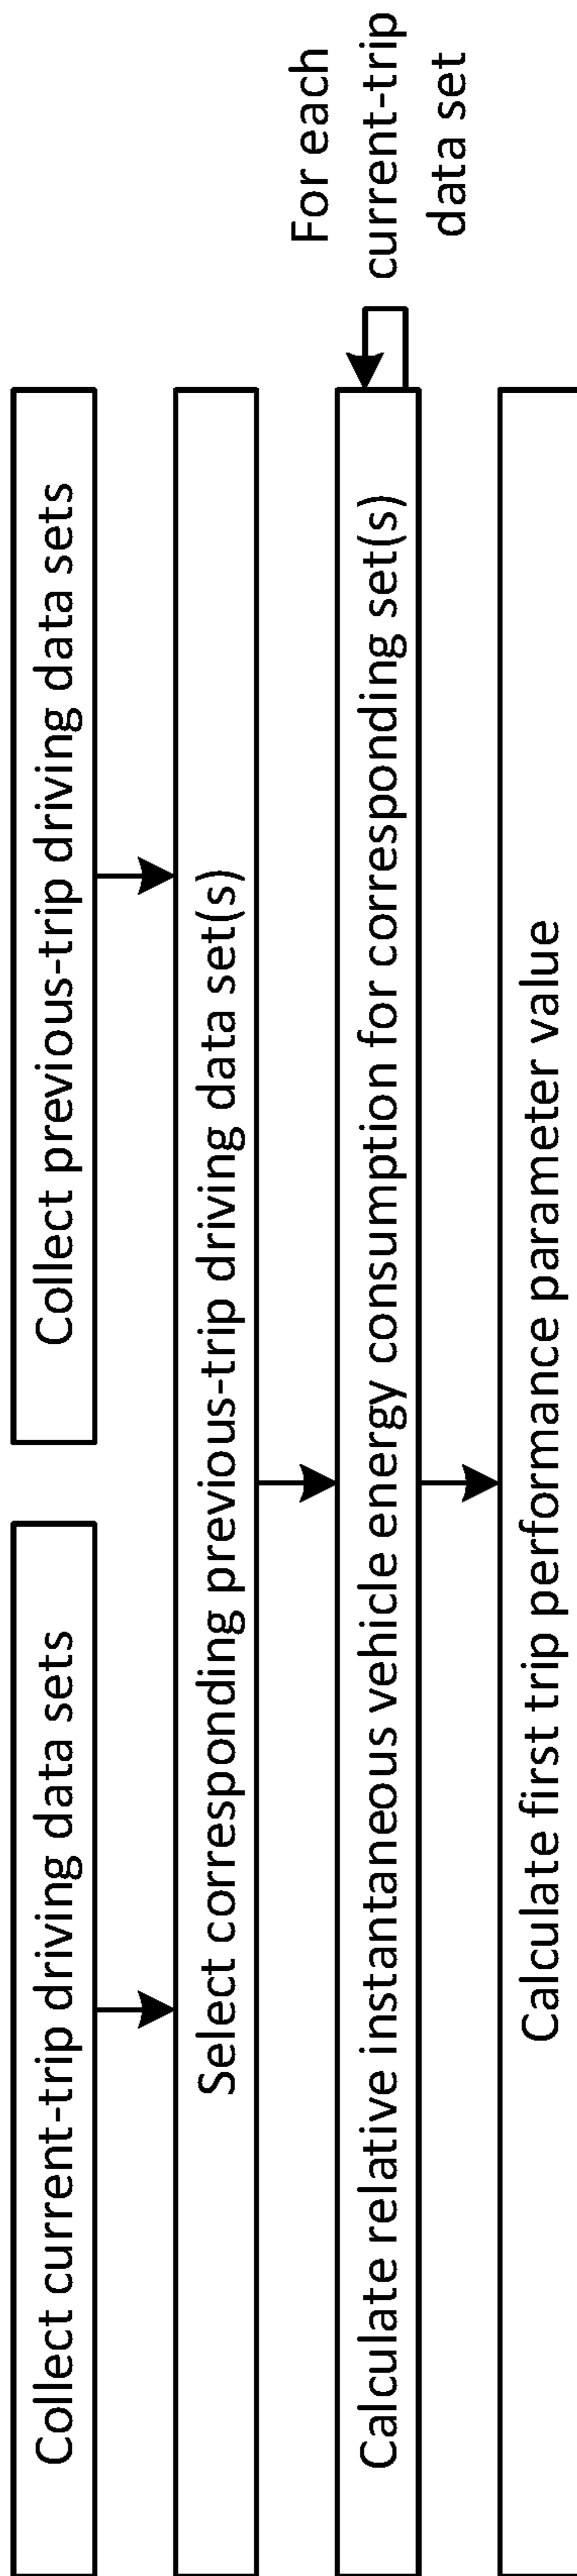 Collect current-trip driving data sets
Collect previous-trip driving data sets
Select corresponding previous-trip driving data set(s)
Calculate relative instantaneous vehicle energy consumption for corresponding set(s)
For each
current-trip
data set
Calculate first trip performance parameter value